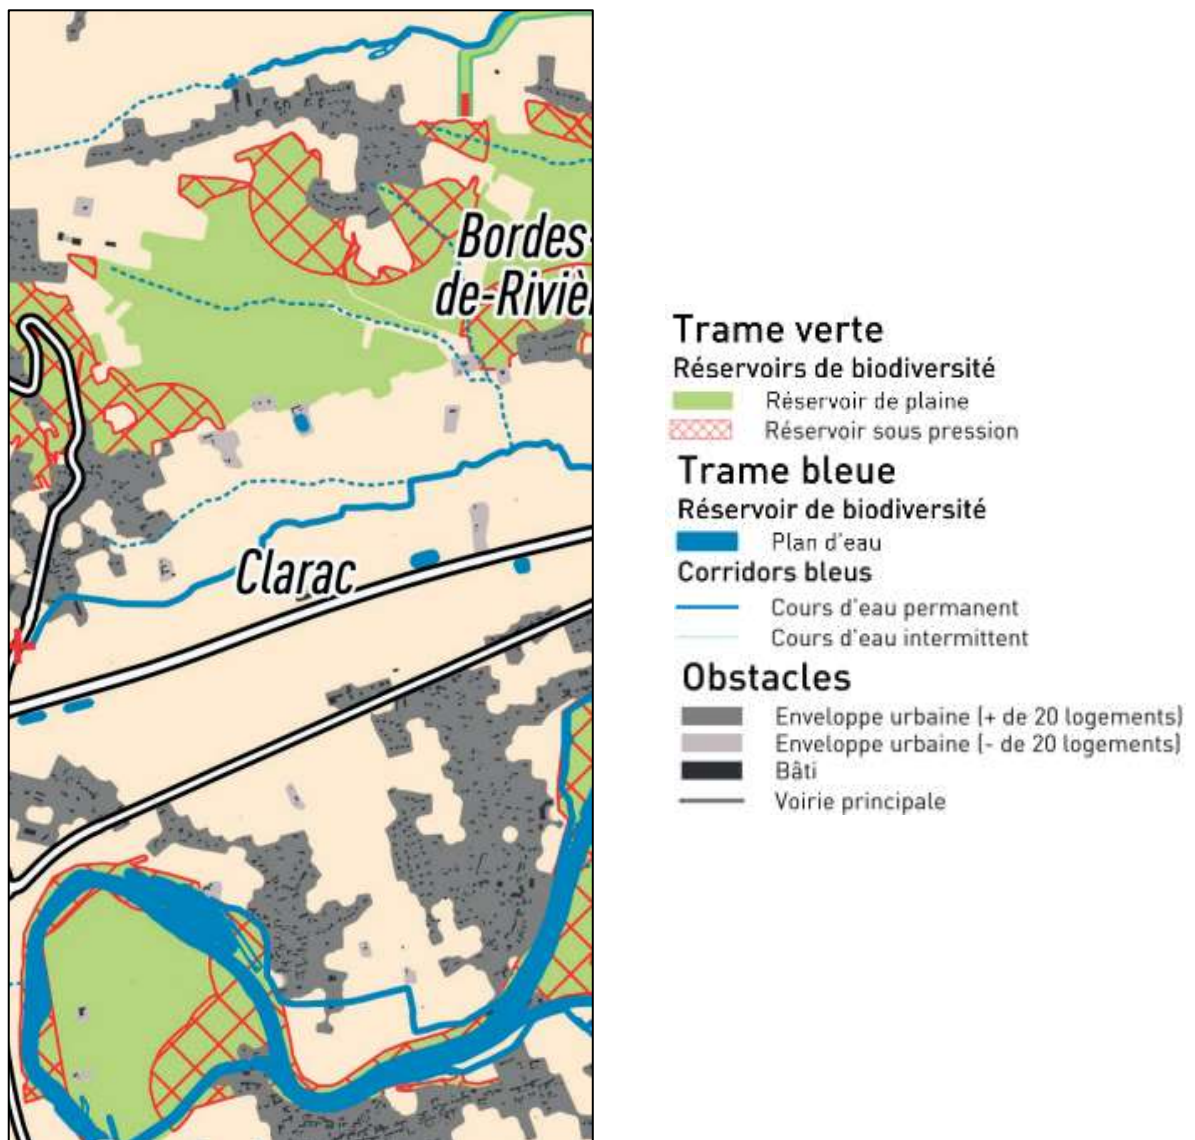 Bordes-
de-Riviè
Clarac
Trame verte
Réservoirs de biodiversité
Réservoir de plaine
Réservoir sous pression
Trame bleue
Réservoir de biodiversité
Plan d'eau
Corridors bleus
Cours d'eau permanent
Cours d'eau intermittent
Obstacles
Enveloppe urbaine (+ de 20 logements)
Enveloppe urbaine (- de 20 logements)
Bâti
Voirie principale